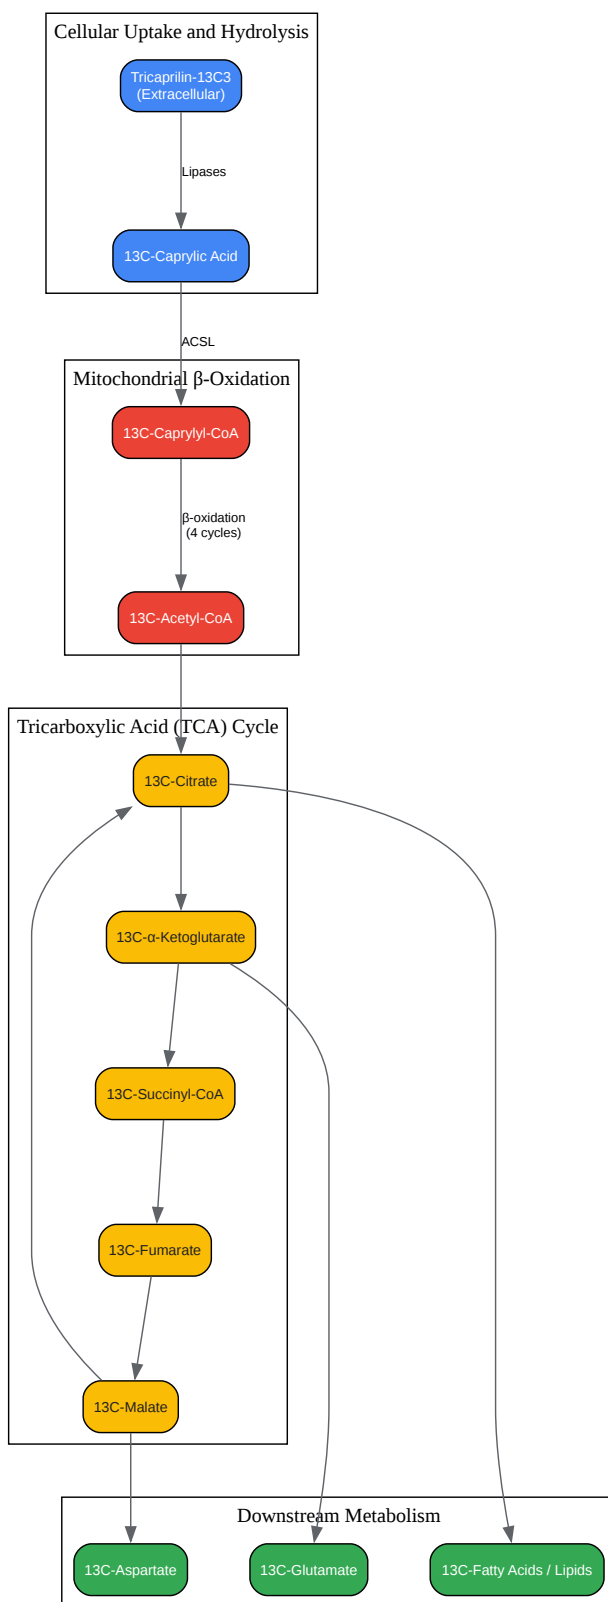 Cellular Uptake and Hydrolysis
Tricaprilin-13C3
(Extracellular)
Lipases
13C-Caprylic Acid
ACSL
Mitochondrial β-Oxidation
13C-Caprylyl-CoA
β-oxidation
(4 cycles)
13C-Acetyl-CoA
Tricarboxylic Acid (TCA) Cycle
13C-Citrate
13C-α-Ketoglutarate
13C-Succinyl-CoA
13C-Fumarate
13C-Malate
Downstream Metabolism
13C-Aspartate
13C-Glutamate
13C-Fatty Acids / Lipids